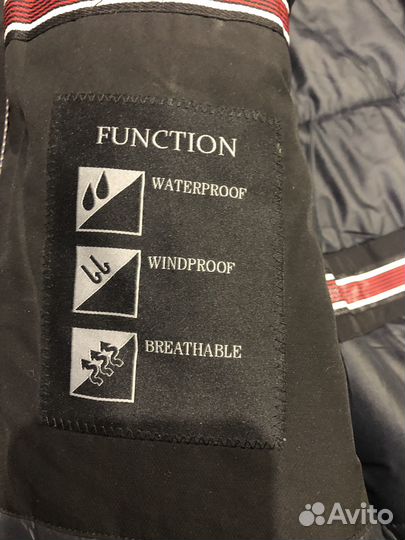 FUNCTION
WATERPROOF
WINDPROOF
BREATHABLE
Avito